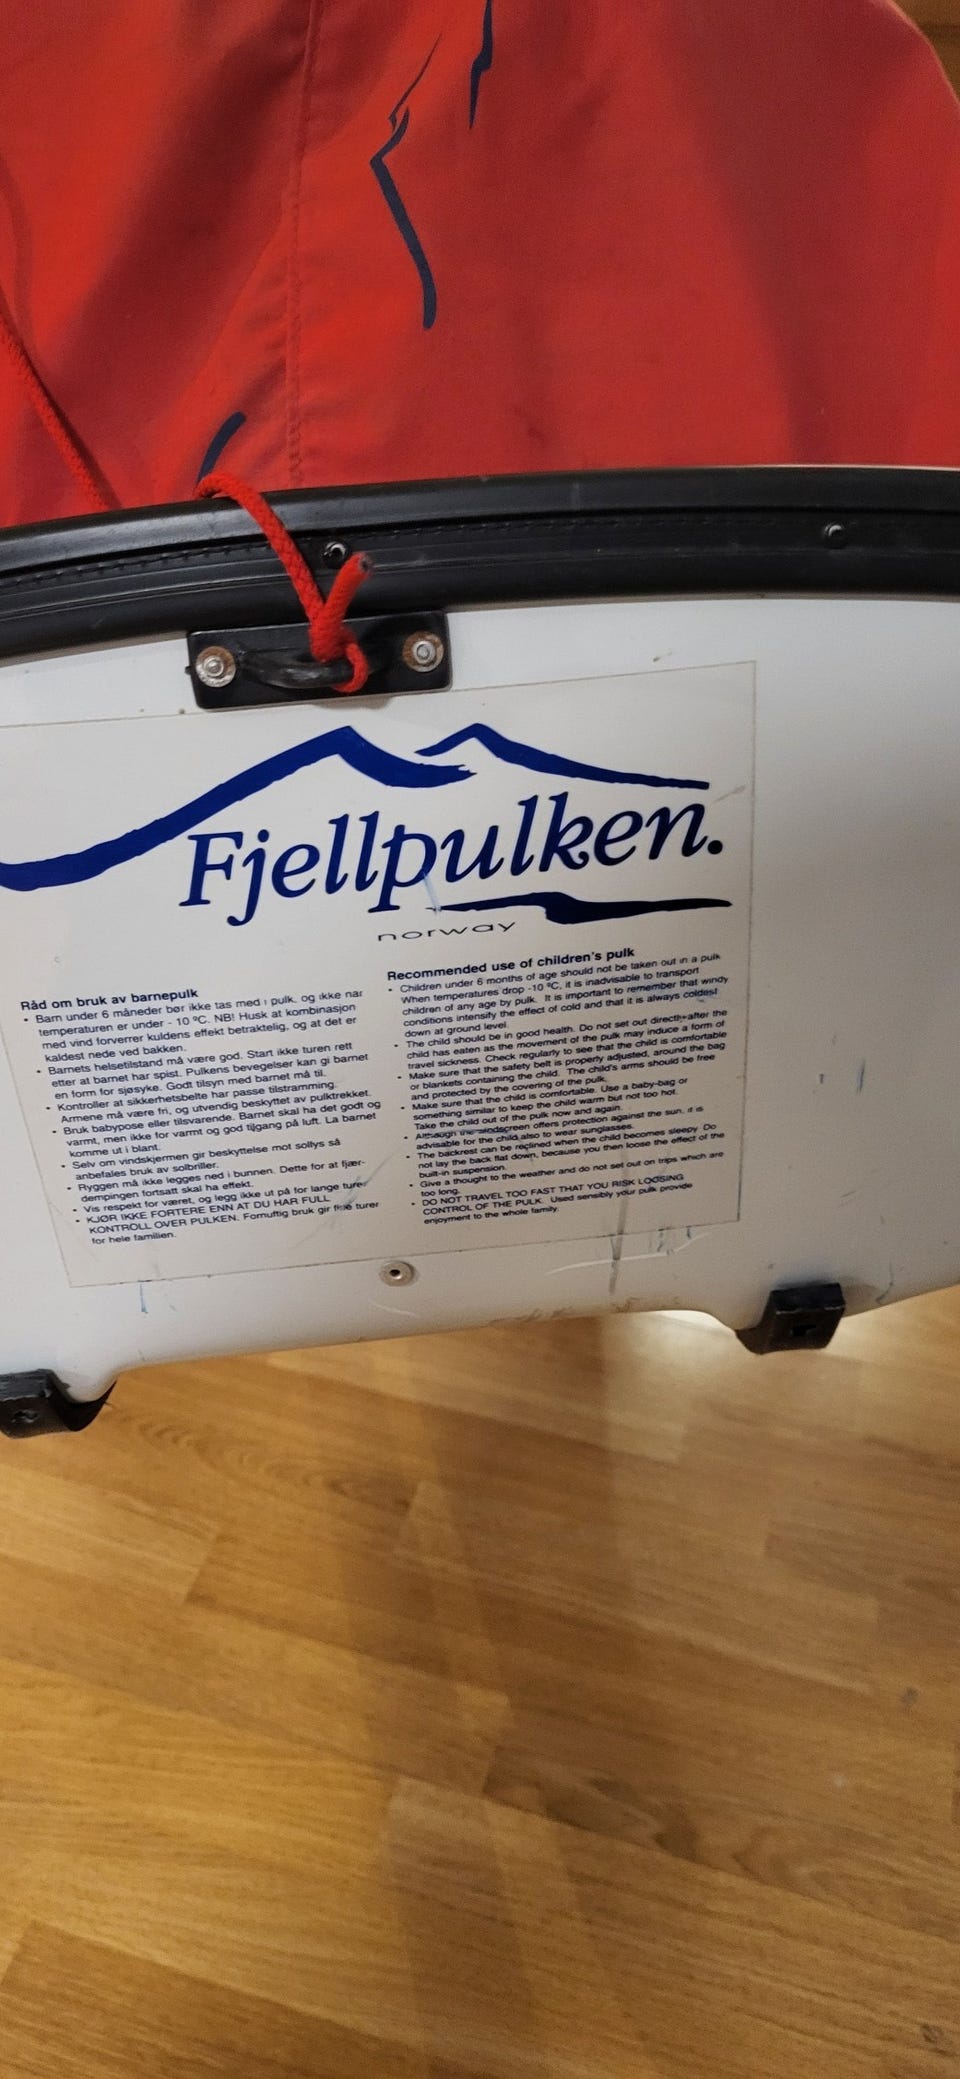 Fjellpulken.
norway
Råd om bruk av barnepulk
• Barn under 6 måneder bør ikke tas med i pulk, og ikke når
temperaturen er under - 10 ºC. NB! Husk at kombinasjon
med vind forverrer kuldens effekt betraktelig, og at det er
kaldest nede ved bakken.
• Barnets helsetilstand må være god. Start ikke turen rett
etter at barnet har spist. Pulkens bevegelser kan gi barnet
en form for sjøsyke. Godt tilsyn med barnet må til.
• Kontroller at sikkerhetsbelte har passe tilstramming.
Armene må være fri, og utvendig beskyttet av pulktrekket.
• Bruk babypose eller tilsvarende. Barnet skal ha det godt og
varmt, men ikke for varmt og god tilgang på luft. La barnet
komme ut i blant.
• Selv om vindskjermen gir beskyttelse mot sollys så
anbefales bruk av solbriller.
• Ryggen må ikke legges ned i bunnen. Dette for at fjær-
dempingen fortsatt skal ha effekt.
• Vis respekt for været, og legg ikke ut på for lange turer
• KJØR IKKE FORTERE ENN AT DU HAR FULL
KONTROLL OVER PULKEN. Fornuftig bruk gir fine turer
for hele familien.
Recommended use of children's pulk
• Children under 6 months of age should not be taken out in a pulk
When temperatures drop -10 ºC, it is inadvisable to transport
children of any age by pulk. It is important to remember that windy
conditions intensify the effect of cold and that it is always coldest
down at ground level.
• The child should be in good health. Do not set out directly after the
child has eaten as the movement of the pulk may induce a form of
travel sickness. Check regularly to see that the child is comfortable
• Make sure that the safety belt is properly adjusted, around the bag
or blankets containing the child. The child's arms should be free
and protected by the covering of the pulk.
• Make sure that the child is comfortable. Use a baby-bag or
something similar to keep the child warm but not too hot.
Take the child out of the pulk now and again.
• Although the windscreen offers protection against the sun, it is
advisable for the child also to wear sunglasses.
• The backrest can be reclined when the child becomes sleepy. Do
not lay the back flat down, because you then loose the effect of the
built-in suspension.
• Give a thought to the weather and do not set out on trips which are
too long.
• DO NOT TRAVEL TOO FAST THAT YOU RISK LOOSING
CONTROL OF THE PULK. Used sensibly your pulk provide
enjoyment to the whole family.